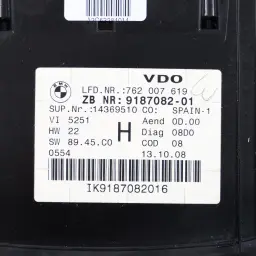 VDO
LFD.NR.:762 007 619
ZB NR: 9187082-01
SUP.Nr.:14369510 CO: SPAIN-1
VI 5251 Aend 0D.00
HW 22 H Diag 08D0
SW 89.45.C0 COD 08
0554 13.10.08
IK9187082016